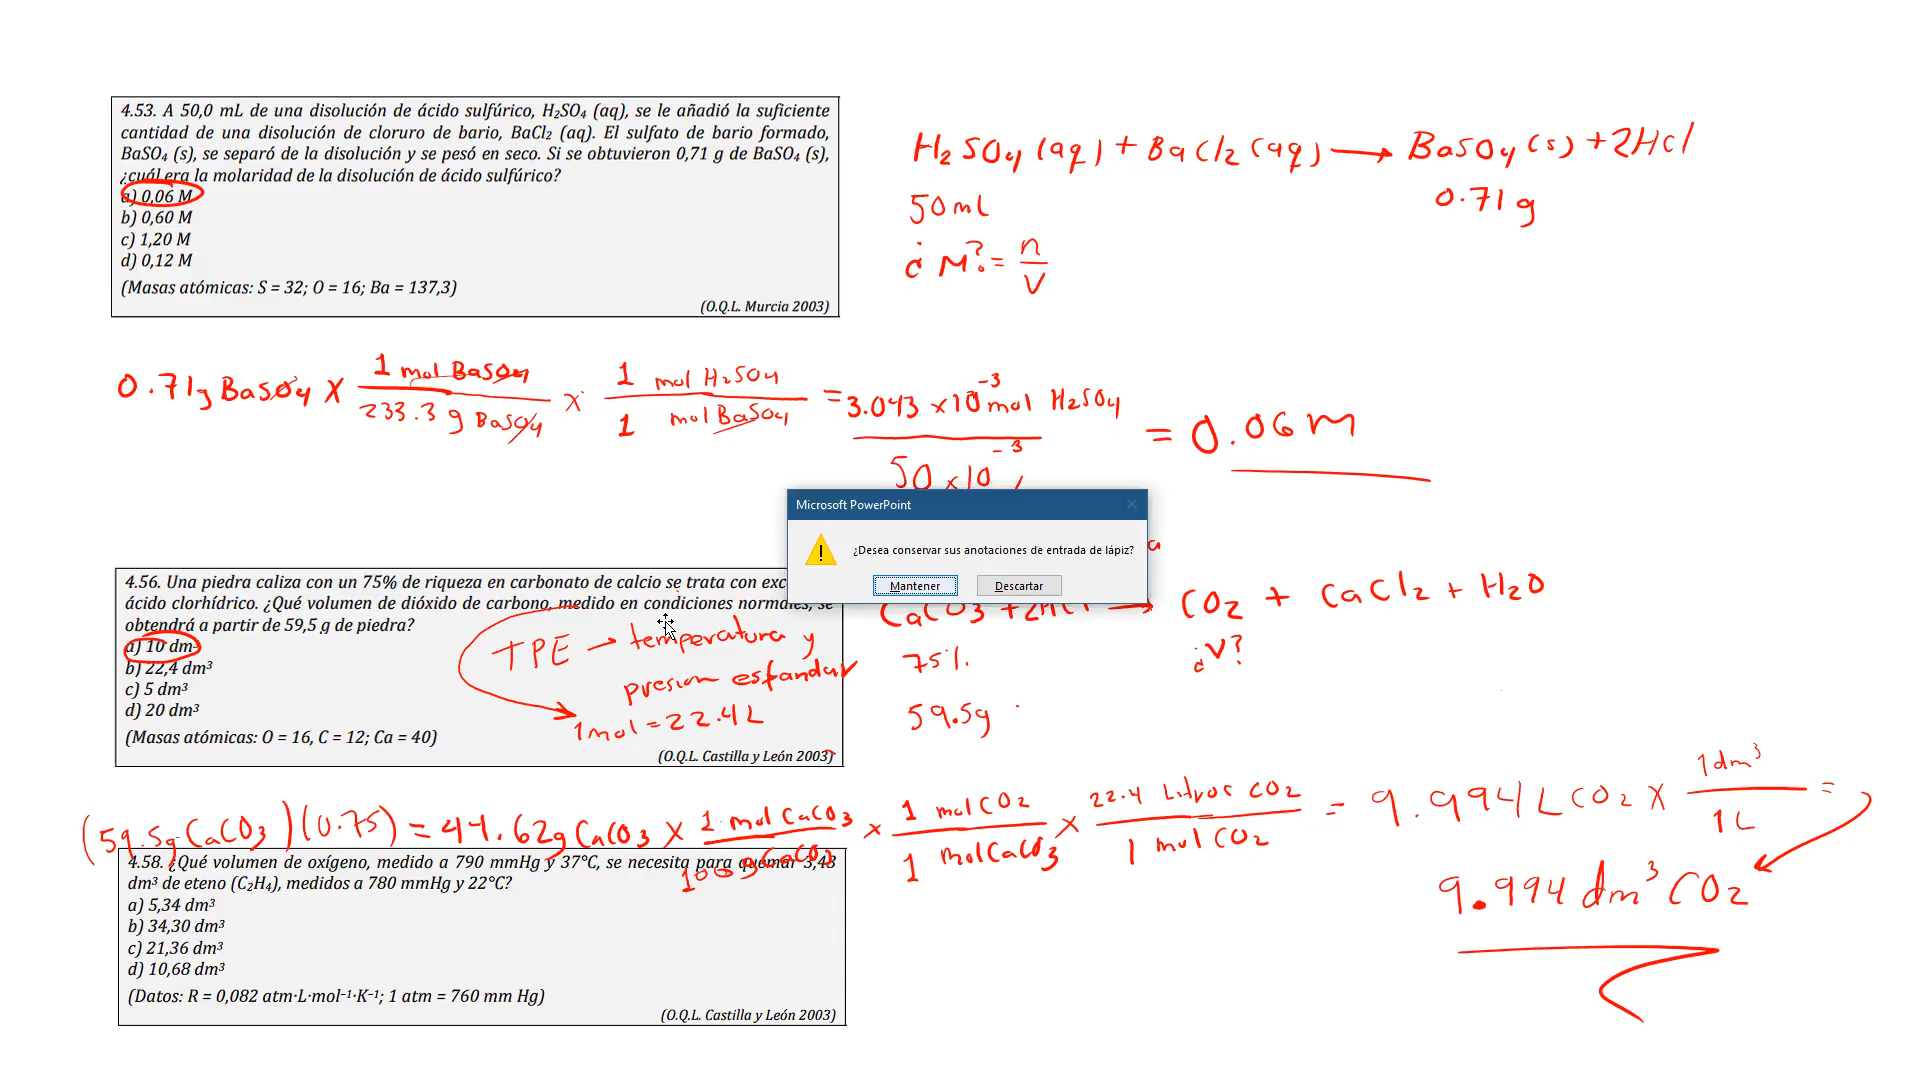 4.53. A 50,0 mL de una disolución de ácido sulfúrico, H₂SO₄ (aq), se le añadió la suficiente
cantidad de una disolución de cloruro de bario, BaCl₂ (aq). El sulfato de bario formado,
BaSO₄ (s), se separó de la disolución y se pesó en seco. Si se obtuvieron 0,71 g de BaSO₄ (s),
¿cuál era la molaridad de la disolución de ácido sulfúrico?
a) 0,06 M
b) 0,60 M
c) 1,20 M
d) 0,12 M
(Masas atómicas: S = 32; O = 16; Ba = 137,3)
(O.Q.L. Murcia 2003)
H₂SO₄ (aq) + BaCl₂ (aq) → BaSO₄ (s) + 2HCl
50ml
0.71 g
¿M? = n/V
0.71g BaSO₄ x 1 mol BaSO₄ / 233.3 g BaSO₄ x 1 mol H₂SO₄ / 1 mol BaSO₄ = 3.043 x10⁻³ mol H₂SO₄ / 50 x10⁻³ = 0.06 M
Microsoft PowerPoint
¿Desea conservar sus anotaciones de entrada de lápiz?
Mantener
Descartar
4.56. Una piedra caliza con un 75% de riqueza en carbonato de calcio se trata con exc
ácido clorhídrico. ¿Qué volumen de dióxido de carbono, medido en condiciones normales, se
obtendrá a partir de 59,5 g de piedra?
a) 10 dm³
b) 22,4 dm³
c) 5 dm³
d) 20 dm³
(Masas atómicas: O = 16, C = 12; Ca = 40)
(O.Q.L. Castilla y León 2003)
TPE → temperatura y
presion estandar
1mol = 22.4L
CaCO₃ + 2HCl → CO₂ + CaCl₂ + H₂O
75%
¿V?
59.5g
(59.5g CaCO₃)(0.75) = 44.62g CaCO₃ x 1 mol CaCO₃ / 100 g CaCO₃ x 1 mol CO₂ / 1 mol CaCO₃ x 22.4 Litros CO₂ / 1 mol CO₂ = 9.994 L CO₂ x 1dm³ / 1L =
9.994 dm³ CO₂
4.58. ¿Qué volumen de oxígeno, medido a 790 mmHg y 37°C, se necesita para quemar 3,43
dm³ de eteno (C₂H₄), medidos a 780 mmHg y 22°C?
a) 5,34 dm³
b) 34,30 dm³
c) 21,36 dm³
d) 10,68 dm³
(Datos: R = 0,082 atm·L·mol⁻¹·K⁻¹; 1 atm = 760 mm Hg)
(O.Q.L. Castilla y León 2003)